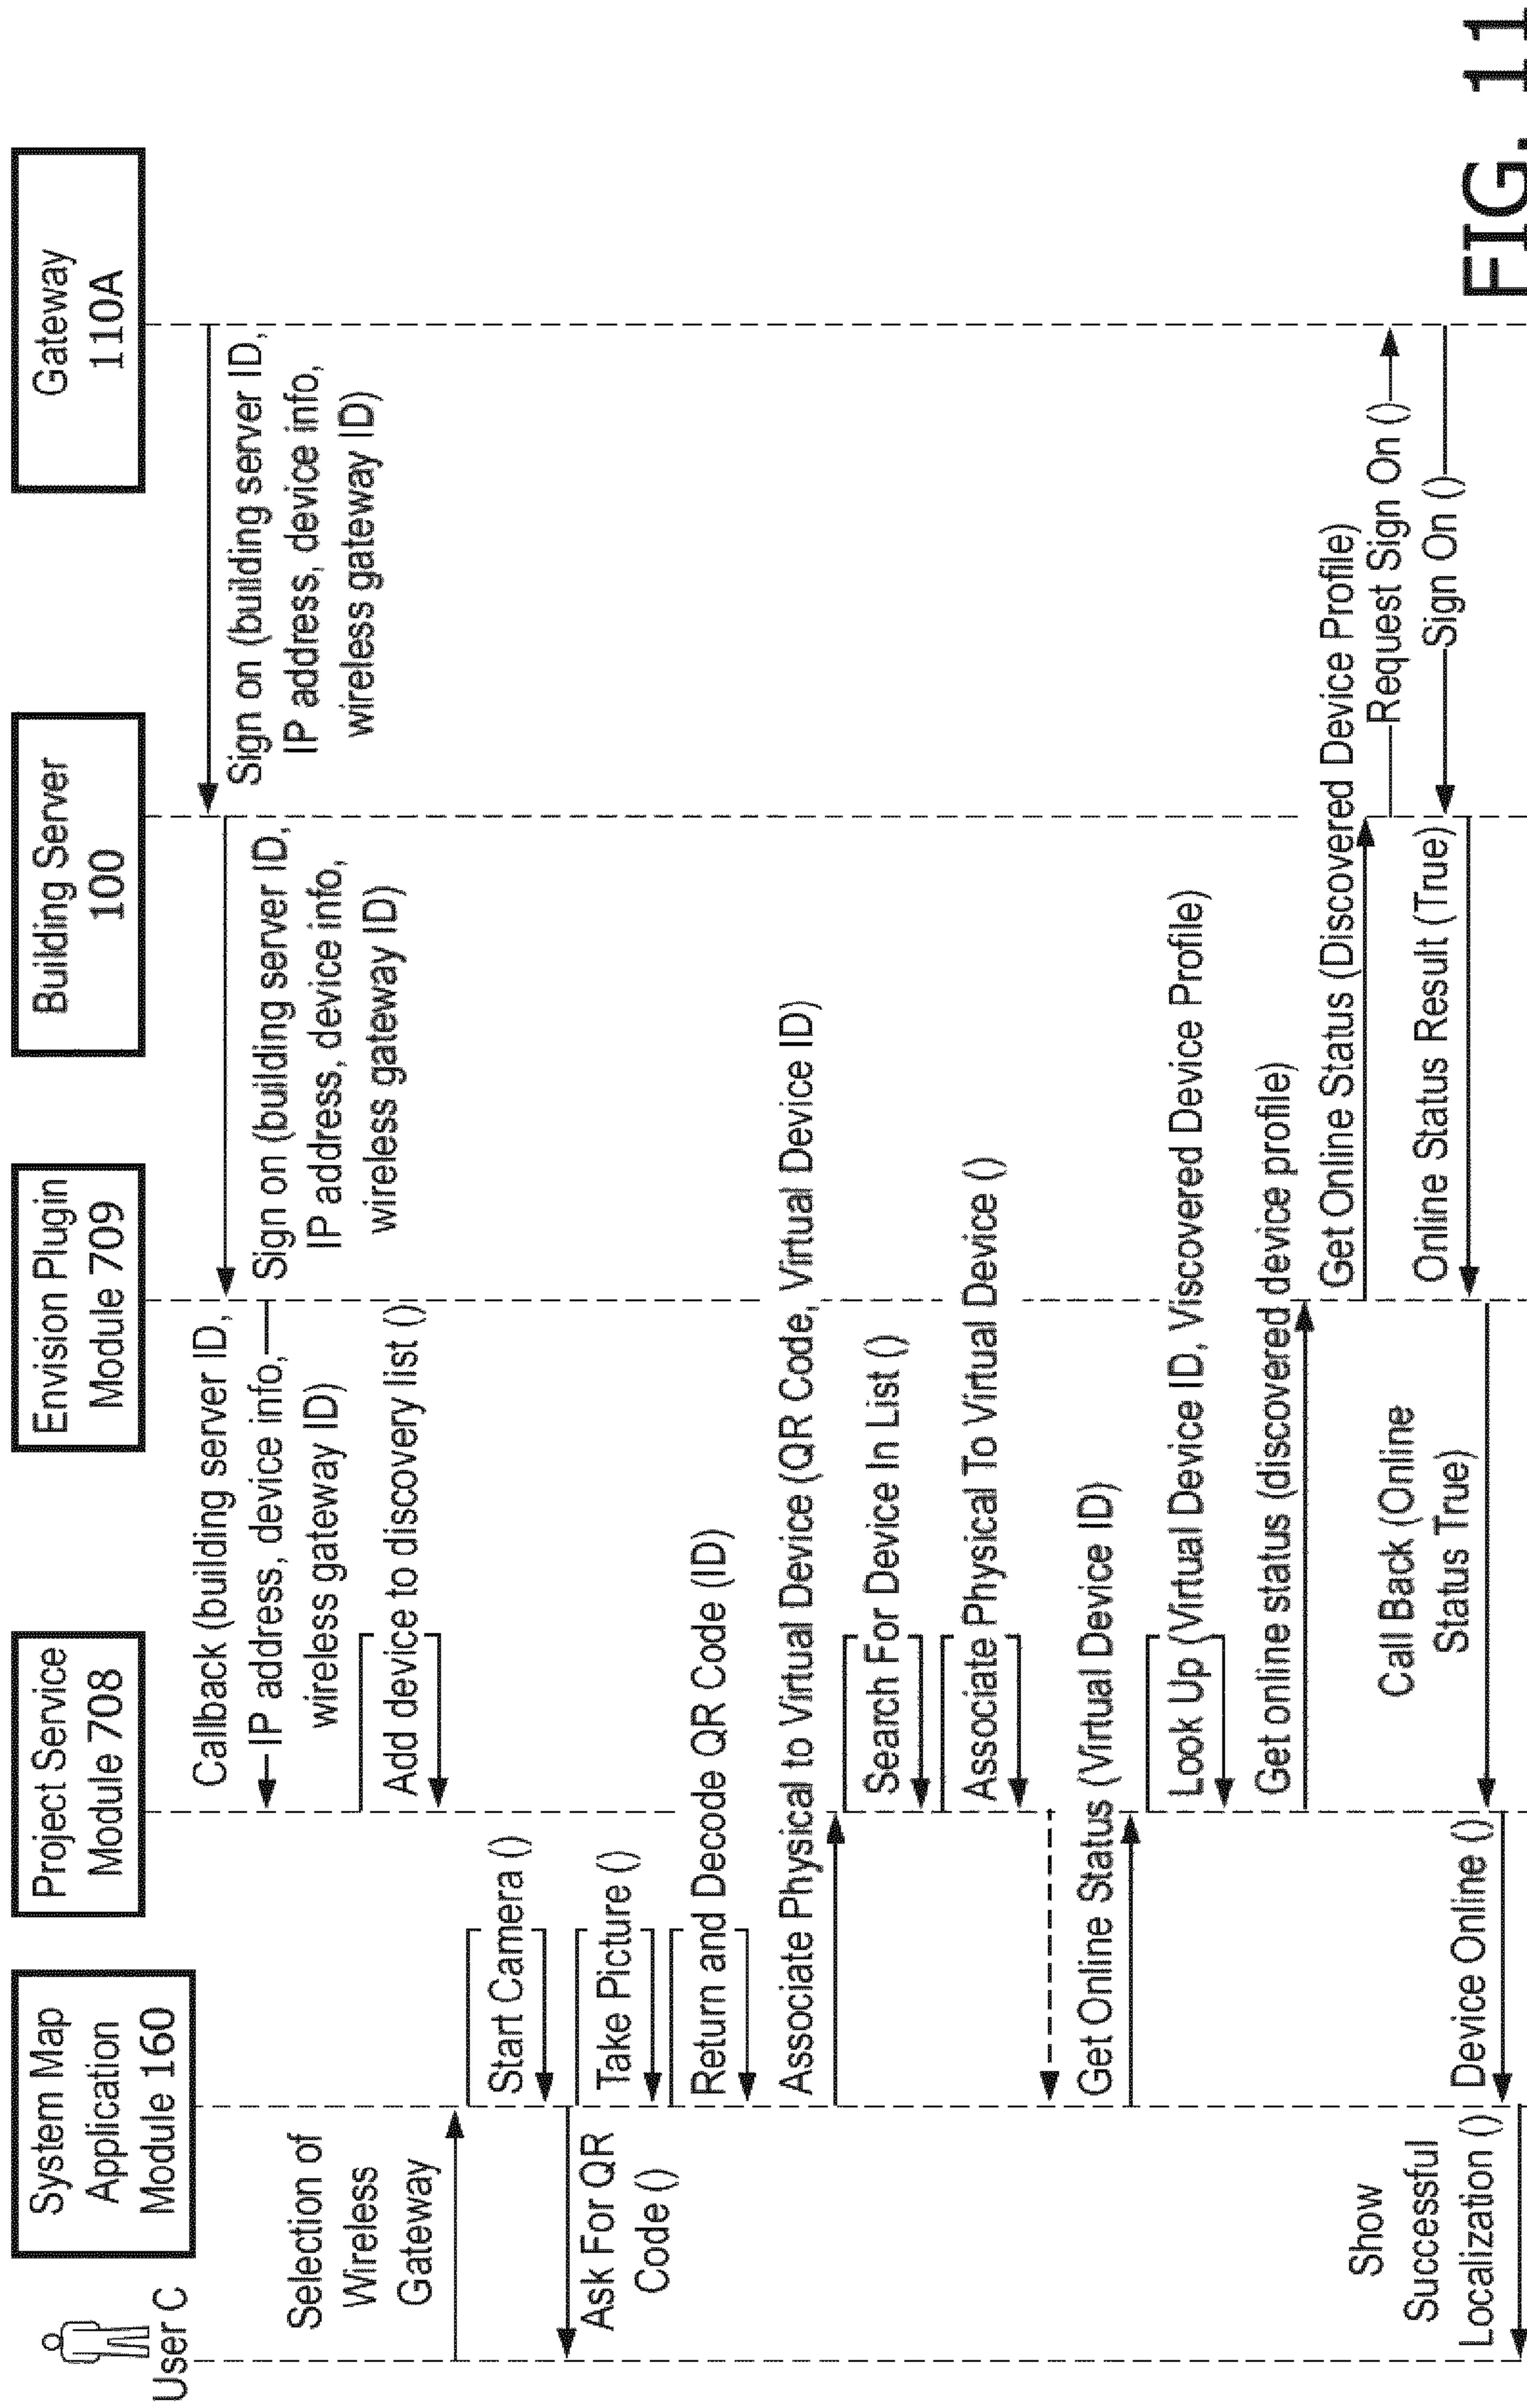 User C
System Map
Application
Module 160
Project Service
Module 708
Envision Plugin
Module 709
Building Server
100
Gateway
110A
Sign on (building server ID,
IP address, device info,
wireless gateway ID)
Sign on (building server ID,
IP address, device info,
wireless gateway ID)
Callback (building server ID,
IP address, device info,
wireless gateway ID)
Add device to discovery list ()
Selection of
Wireless
Gateway
Start Camera ()
Ask For QR
Code ()
Take Picture ()
Return and Decode QR Code (ID)
Associate Physical to Virtual Device (QR Code, Virtual Device ID)
Search For Device In List ()
Associate Physical To Virtual Device ()
Get Online Status (Virtual Device ID)
Look Up (Virtual Device ID, Viscovered Device Profile)
Get online status (discovered device profile)
Get Online Status (Discovered Device Profile)
Request Sign On ()
Sign On ()
Online Status Result (True)
Call Back (Online
Status True)
Device Online ()
Show
Successful
Localization ()
FIG. 11